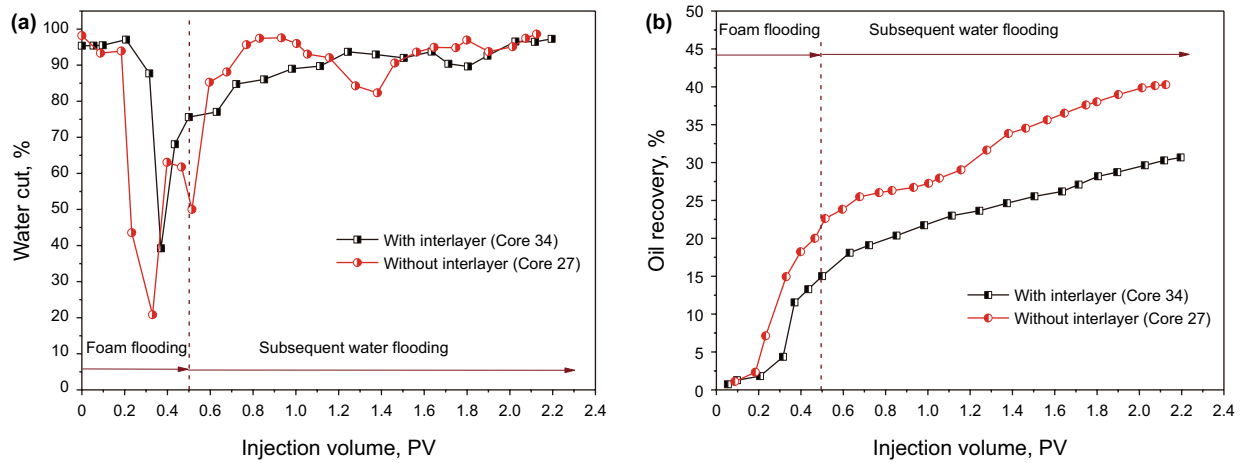 (a)
100
90
80
70
60
50
40
30
20
10
0
Water cut, %
With interlayer (Core 34)
Without interlayer (Core 27)
Foam flooding
Subsequent water flooding
0 0.2 0.4 0.6 0.8 1.0 1.2 1.4 1.6 1.8 2.0 2.2 2.4
Injection volume, PV
(b)
50
45
40
35
30
25
20
15
10
5
0
Oil recovery, %
Foam flooding
Subsequent water flooding
With interlayer (Core 34)
Without interlayer (Core 27)
0 0.2 0.4 0.6 0.8 1.0 1.2 1.4 1.6 1.8 2.0 2.2 2.4
Injection volume, PV